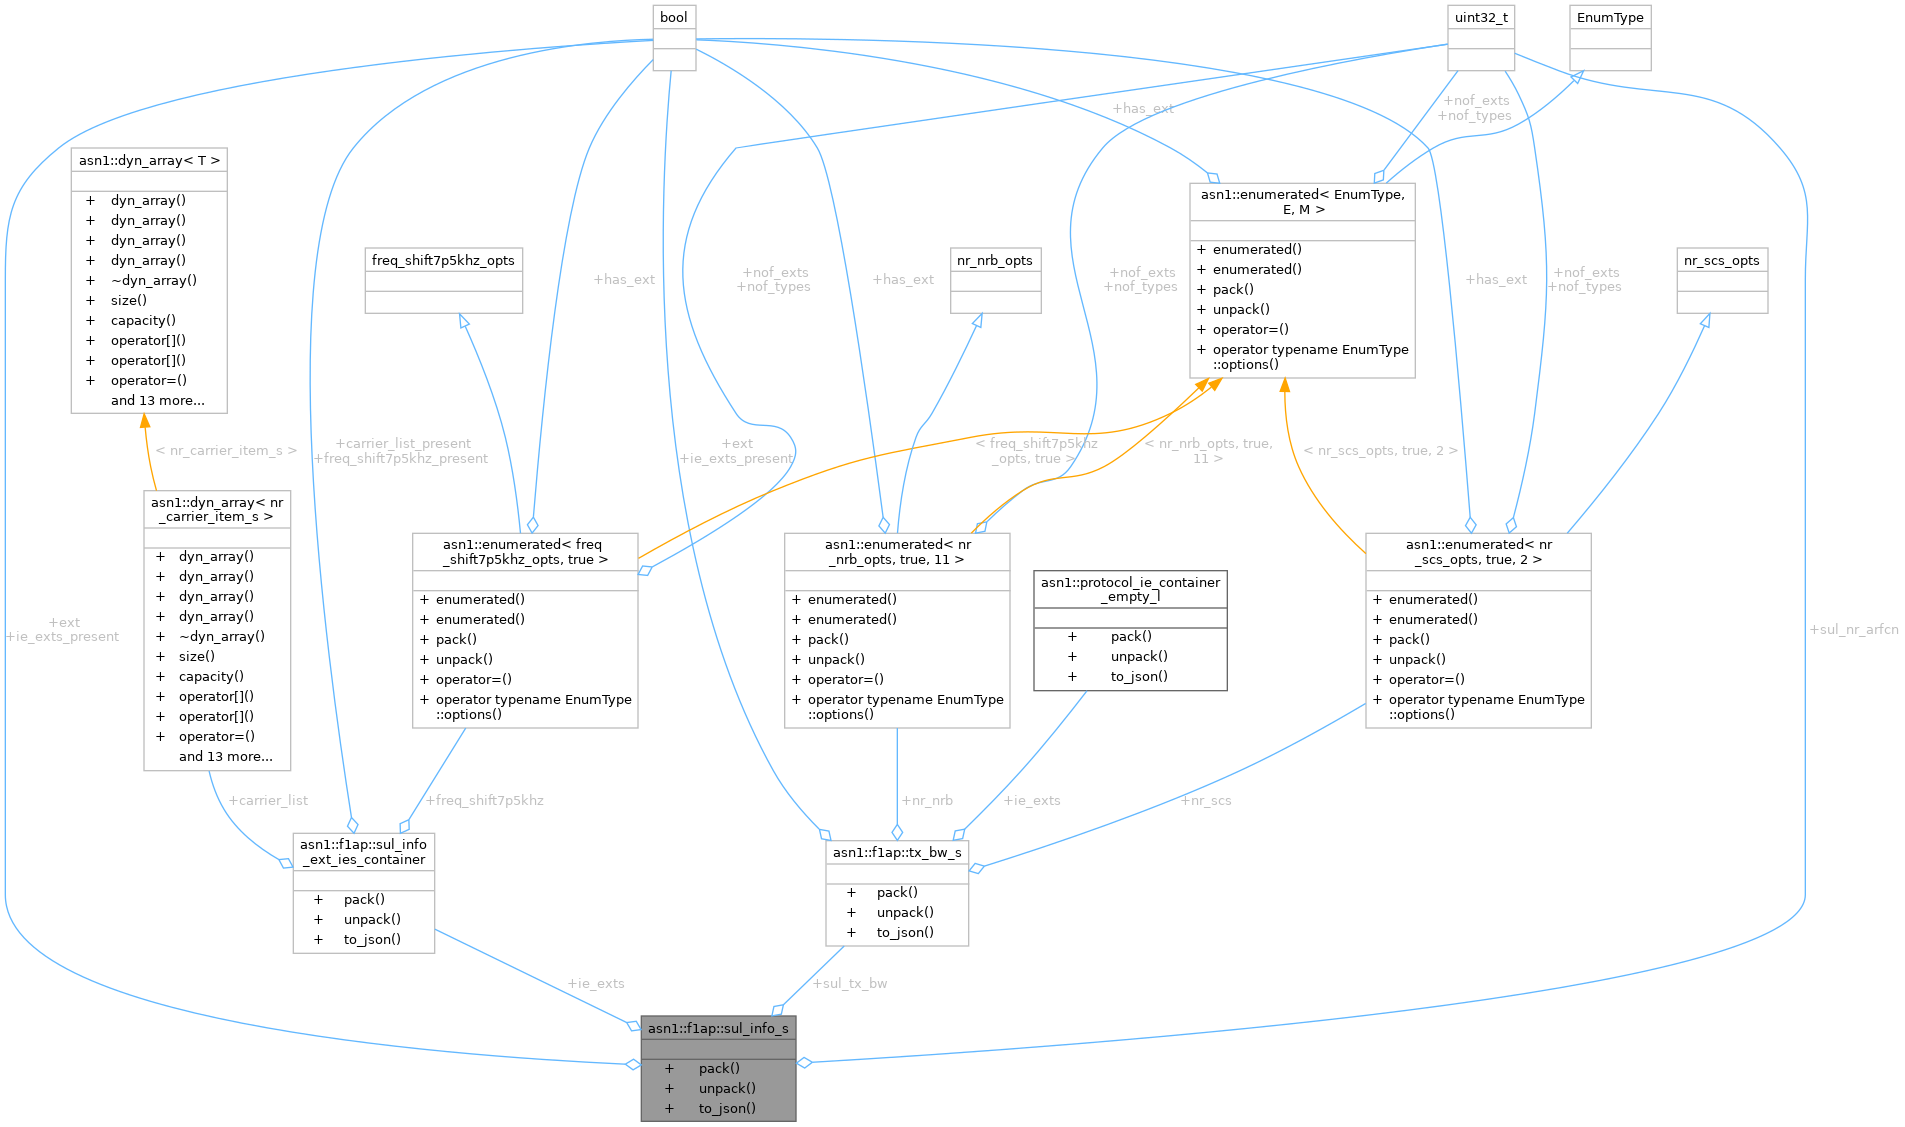 bool
uint32_t
EnumType
+has_ext
+nof_exts
+nof_types
asn1::dyn_array< T >
+ dyn_array()
+ dyn_array()
+ dyn_array()
+ dyn_array()
+ ~dyn_array()
+ size()
+ capacity()
+ operator[]()
+ operator[]()
+ operator=()
and 13 more...
asn1::enumerated< EnumType,
E, M >
+ enumerated()
+ enumerated()
+ pack()
+ unpack()
+ operator=()
+ operator typename EnumType
::options()
freq_shift7p5khz_opts
nr_nrb_opts
nr_scs_opts
+has_ext
+nof_exts
+nof_types
+has_ext
+nof_exts
+nof_types
+has_ext
+nof_exts
+nof_types
< nr_carrier_item_s >
+carrier_list_present
+freq_shift7p5khz_present
+ext
+ie_exts_present
< freq_shift7p5khz
_opts, true >
< nr_nrb_opts, true,
11 >
< nr_scs_opts, true, 2 >
asn1::dyn_array< nr
_carrier_item_s >
+ dyn_array()
+ dyn_array()
+ dyn_array()
+ dyn_array()
+ ~dyn_array()
+ size()
+ capacity()
+ operator[]()
+ operator[]()
+ operator=()
and 13 more...
asn1::enumerated< freq
_shift7p5khz_opts, true >
+ enumerated()
+ enumerated()
+ pack()
+ unpack()
+ operator=()
+ operator typename EnumType
::options()
asn1::enumerated< nr
_nrb_opts, true, 11 >
+ enumerated()
+ enumerated()
+ pack()
+ unpack()
+ operator=()
+ operator typename EnumType
::options()
asn1::protocol_ie_container
_empty_l
+ pack()
+ unpack()
+ to_json()
asn1::enumerated< nr
_scs_opts, true, 2 >
+ enumerated()
+ enumerated()
+ pack()
+ unpack()
+ operator=()
+ operator typename EnumType
::options()
+ext
+ie_exts_present
+sul_nr_arfcn
+carrier_list
+freq_shift7p5khz
+nr_nrb
+ie_exts
+nr_scs
asn1::f1ap::sul_info
_ext_ies_container
+ pack()
+ unpack()
+ to_json()
asn1::f1ap::tx_bw_s
+ pack()
+ unpack()
+ to_json()
+ie_exts
+sul_tx_bw
asn1::f1ap::sul_info_s
+ pack()
+ unpack()
+ to_json()